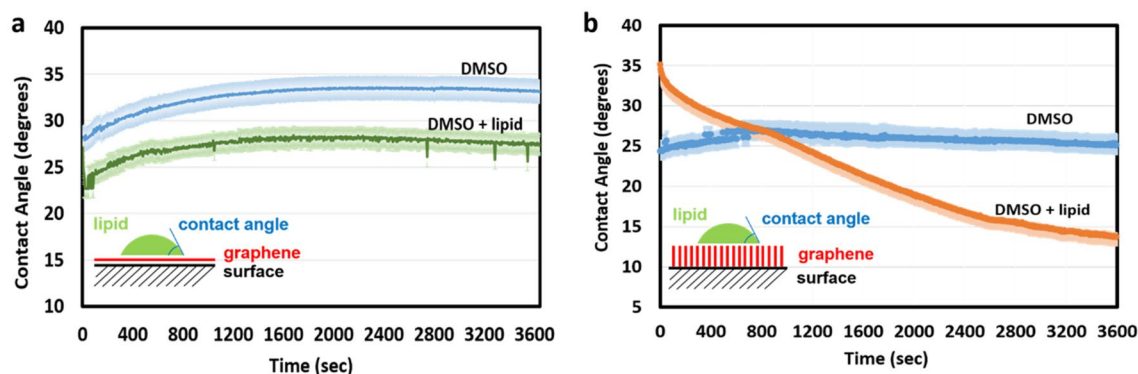 a
40
35
30
25
20
15
10
Contact Angle (degrees)
DMSO
DMSO + lipid
lipid
contact angle
graphene
surface
0 400 800 1200 1600 2000 2400 2800 3200 3600
Time (sec)
b
40
35
30
25
20
15
10
5
Contact Angle (degrees)
DMSO
DMSO + lipid
lipid
contact angle
graphene
surface
0 400 800 1200 1600 2000 2400 2800 3200 3600
Time (sec)